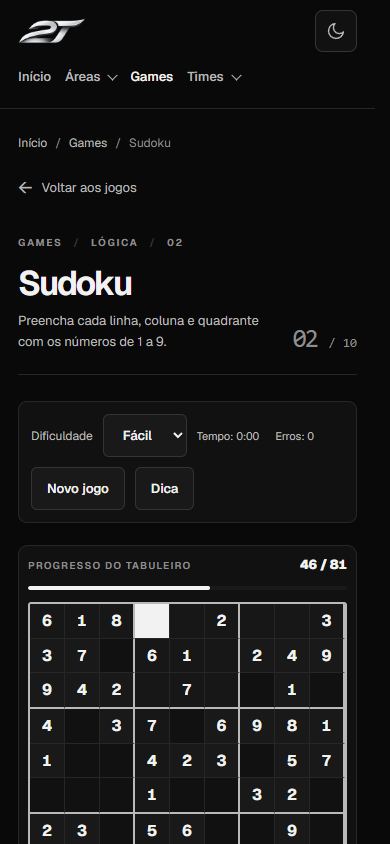 2T
Início Áreas Games Times
Início / Games / Sudoku
← Voltar aos jogos
GAMES / LÓGICA / 02
Sudoku
Preencha cada linha, coluna e quadrante
com os números de 1 a 9.
02 / 10
Dificuldade Fácil Tempo: 0:00 Erros: 0
Novo jogo Dica
PROGRESSO DO TABULEIRO 46 / 81
6 1 8 2 3
3 7 6 1 2 4 9
9 4 2 7 1
4 3 7 6 9 8 1
1 4 2 3 5 7
1 3 2
2 3 5 6 9